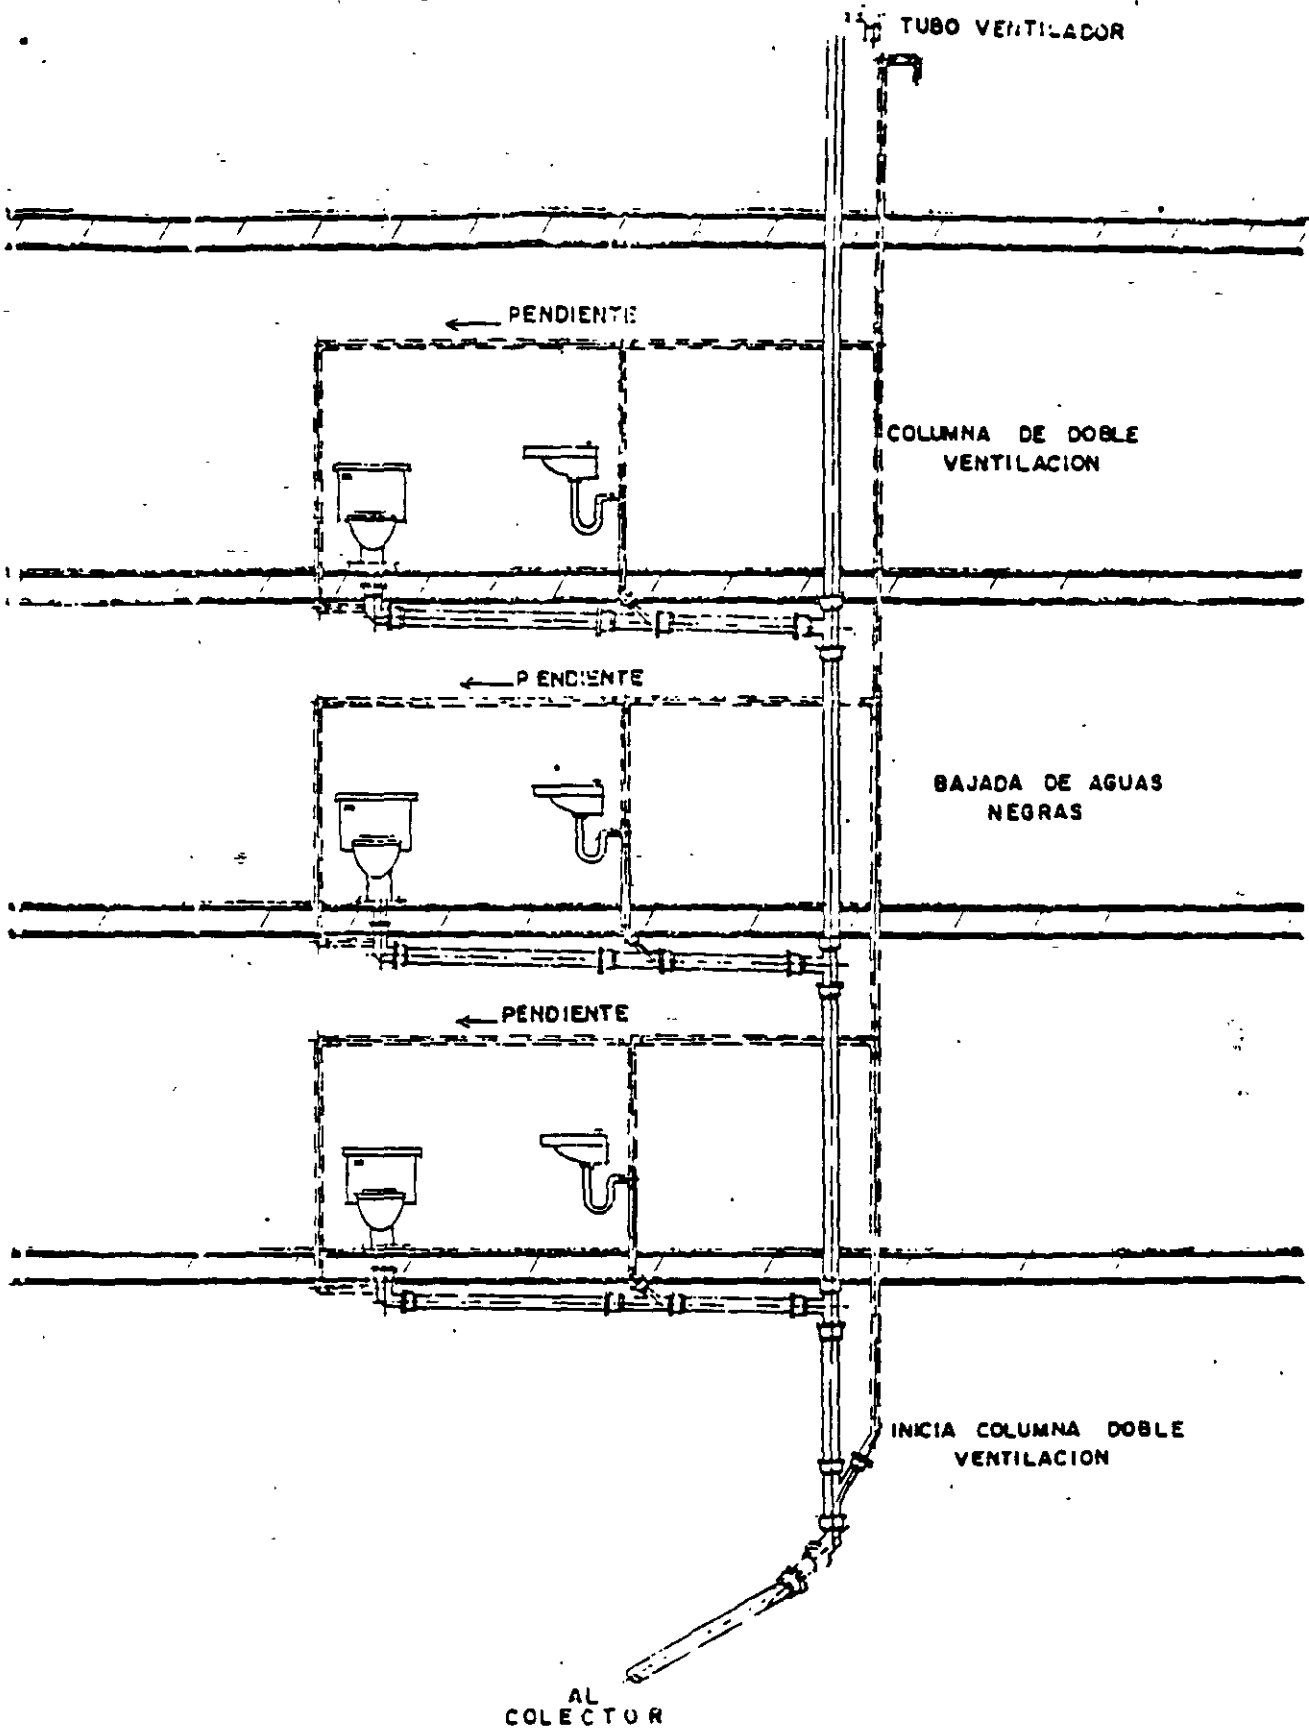 TUBO VENTILADOR
PENDIENTE
COLUMNA DE DOBLE
VENTILACION
PENDIENTE
BAJADA DE AGUAS
NEGRAS
PENDIENTE
INICIA COLUMNA DOBLE
VENTILACION
AL
COLECTOR